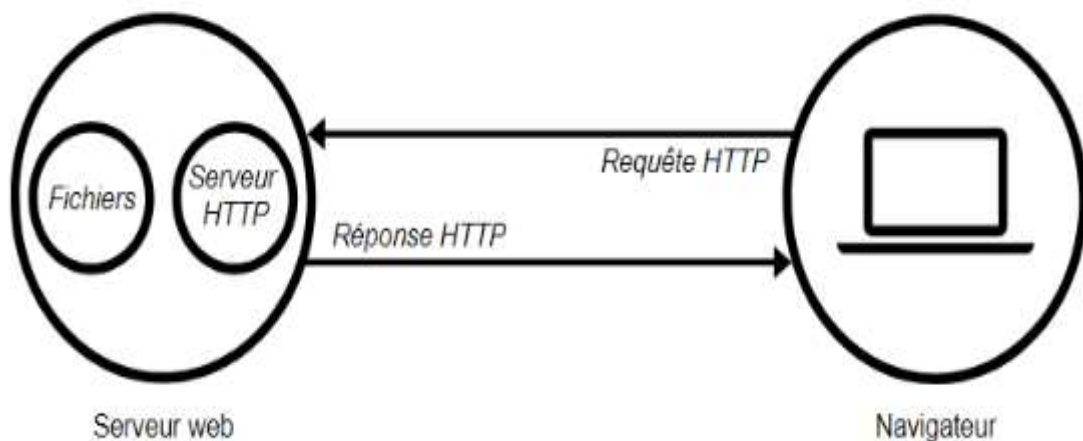 Fichiers
Serveur
HTTP
Requête HTTP
Réponse HTTP
Serveur web
Navigateur